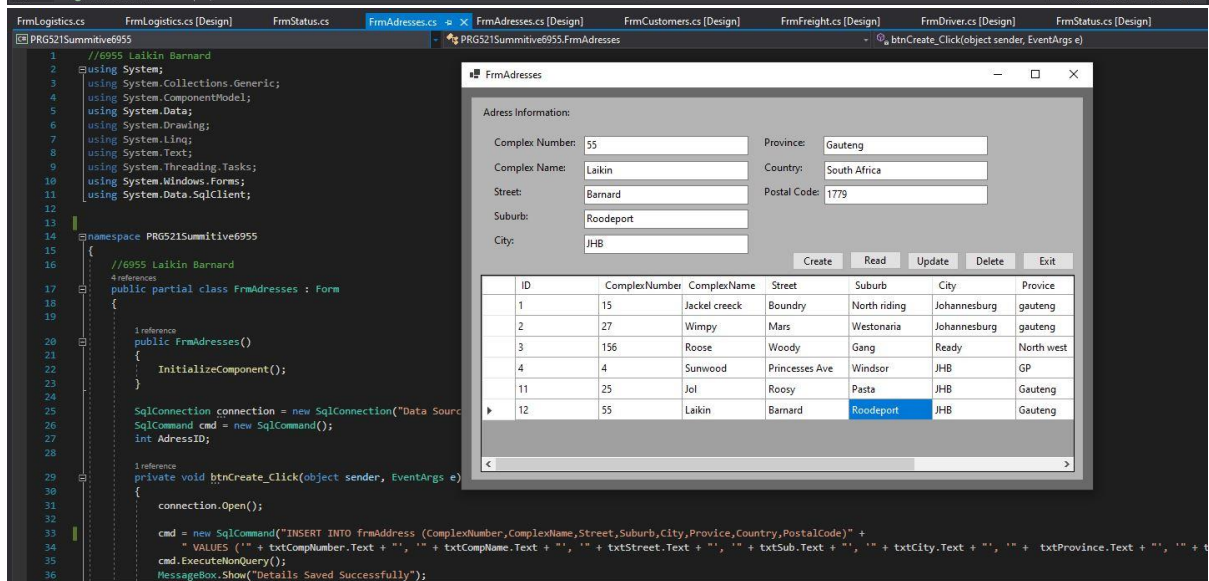 FrmLogistics.cs FrmLogistics.cs [Design] FrmStatus.cs FrmAdresses.cs FrmAdresses.cs [Design] FrmCustomers.cs [Design] FrmFreight.cs [Design] FrmDriver.cs [Design] FrmStatus.cs [Design]
PRG521Summitive6955 PRG521Summitive6955.FrmAdresses btnCreate_Click(object sender, EventArgs e)
1 //6955 Laikin Barnard
2 using System;
3 using System.Collections.Generic;
4 using System.ComponentModel;
5 using System.Data;
6 using System.Drawing;
7 using System.Linq;
8 using System.Text;
9 using System.Threading.Tasks;
10 using System.Windows.Forms;
11 using System.Data.SqlClient;
12
13
14 namespace PRG521Summitive6955
15 {
16 //6955 Laikin Barnard
4 references
17 public partial class FrmAdresses : Form
18 {
19
1 reference
20 public FrmAdresses()
21 {
22 InitializeComponent();
23 }
24
25 SqlConnection connection = new SqlConnection("Data Sourc
26 SqlCommand cmd = new SqlCommand();
27 int AdressID;
28
1 reference
29 private void btnCreate_Click(object sender, EventArgs e)
30 {
31 connection.Open();
32
33 cmd = new SqlCommand("INSERT INTO frmAddress (ComplexNumber,ComplexName,Street,Suburb,City,Provice,Country,PostalCode)" +
34 " VALUES ('" + txtCompNumber.Text + "', '" + txtCompName.Text + "', '" + txtStreet.Text + "', '" + txtSub.Text + "', '" + txtCity.Text + "', '" + txtProvince.Text + "', '" + t
35 cmd.ExecuteNonQuery();
36 MessageBox.Show("Details Saved Successfully");
FrmAdresses
Adress Information:
Complex Number: 55 Province: Gauteng
Complex Name: Laikin Country: South Africa
Street: Barnard Postal Code: 1779
Suburb: Roodeport
City: JHB
Create Read Update Delete Exit
ID ComplexNumber ComplexName Street Suburb City Provice
1 15 Jackel creeck Boundry North riding Johannesburg gauteng
2 27 Wimpy Mars Westonaria Johannesburg gauteng
3 156 Roose Woody Gang Ready North west
4 4 Sunwood Princesses Ave Windsor JHB GP
11 25 Jol Roosy Pasta JHB Gauteng
12 55 Laikin Barnard Roodeport JHB Gauteng